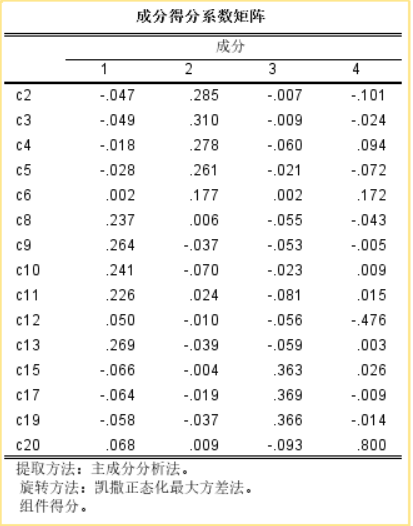 成分得分系数矩阵
成分
1 2 3 4
c2 -.047 .285 -.007 -.101
c3 -.049 .310 -.009 -.024
c4 -.018 .278 -.060 .094
c5 -.028 .261 -.021 -.072
c6 .002 .177 .002 .172
c8 .237 .006 -.055 -.043
c9 .264 -.037 -.053 -.005
c10 .241 -.070 -.023 .009
c11 .226 .024 -.081 .015
c12 .050 -.010 -.056 -.476
c13 .269 -.039 -.059 .003
c15 -.066 -.004 .363 .026
c17 -.064 -.019 .369 -.009
c19 -.058 -.037 .366 -.014
c20 .068 .009 -.093 .800
提取方法：主成分分析法。
旋转方法：凯撒正态化最大方差法。
组件得分。